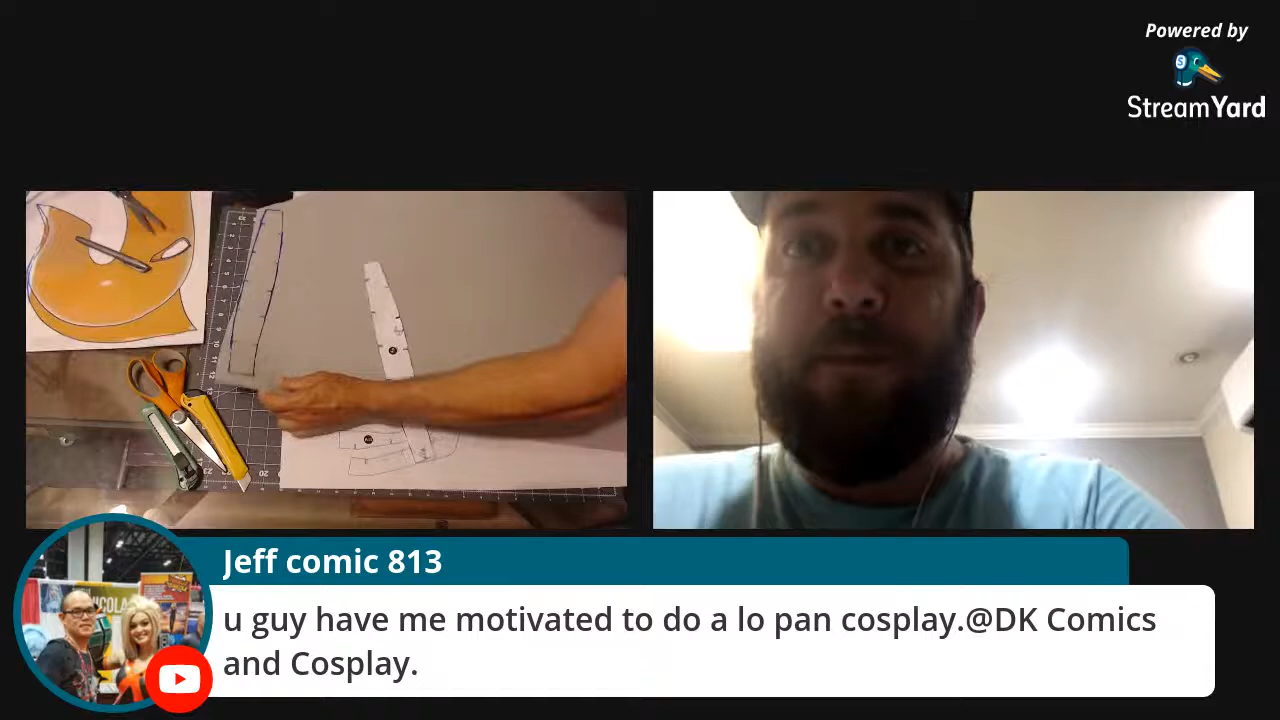 Powered by
StreamYard
Jeff comic 813
u guy have me motivated to do a lo pan cosplay.@DK Comics
and Cosplay.